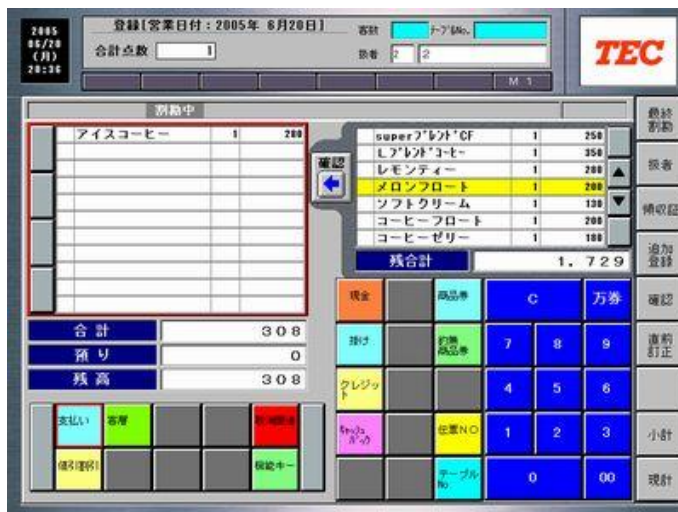 2005
06/20
(月)
20:36
登録[営業日付:2005年 6月20日]
合計点数 1
客数
テーブルNo.
扱者 2 2
M 1
TEC
割勘中
アイスコーヒー 1 280
確認
superブレンドCF 1 250
Lブレンドコーヒー 1 350
レモンティー 1 280
メロンフロート 1 200
ソフトクリーム 1 130
コーヒーフロート 1 200
コーヒーゼリー 1 180
残合計 1,729
合計 308
預り 0
残高 308
支払い
客層
機能キー
現金
商品券
C
万券
掛け
釣無
商品券
7
8
9
クレジット
4
5
6
キャッシュ
バック
伝票NO
1
2
3
テーブル
No
0
00
最終
割勘
扱者
領収証
追加
登録
確認
直前
訂正
小計
現計